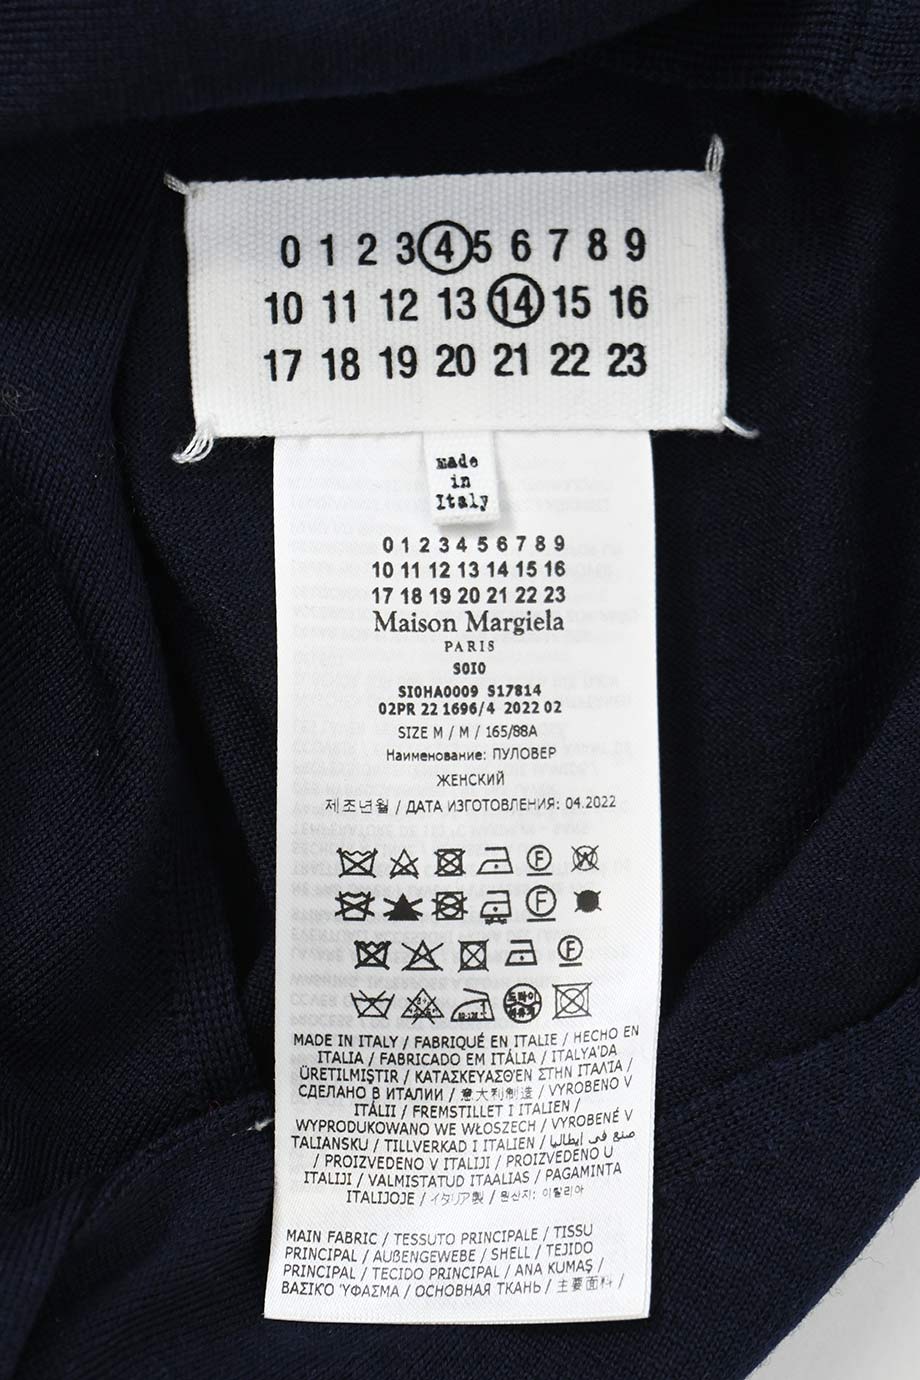 0 1 2 3 4 5 6 7 8 9
10 11 12 13 14 15 16
17 18 19 20 21 22 23
made
in
Italy
0 1 2 3 4 5 6 7 8 9
10 11 12 13 14 15 16
17 18 19 20 21 22 23
Maison Margiela
PARIS
S0I0
SI0HA0009 S17814
02PR 22 1696/4 2022 02
SIZE M / M / 165/88A
Наименование: ПУЛОВЕР
ЖЕНСКИЙ
제조년월 / ДАТА ИЗГОТОВЛЕНИЯ: 04.2022
F W
F
F
MADE IN ITALY / FABRIQUÉ EN ITALIE / HECHO EN
ITALIA / FABRICADO EM ITÁLIA / ITALYA'DA
ÜRETILMIŞTIR / ΚΑΤΑΣΚΕΥΑΣΘ'ΕΝ ΣΤΗΝ ΙΤΑΛ'ΙΑ /
СДЕЛАНО В ИТАЛИИ / 意大利制造 / VYROBENO V
ITÁLII / FREMSTILLET I ITALIEN /
WYPRODUKOWANO WE WŁOSZECH / VYROBENÉ V
TALIANSKU / TILLVERKAD I ITALIEN / صنع في إيطاليا
/ PROIZVEDENO V ITALIJI / PROIZVEDENO U
ITALIJI / VALMISTATUD ITAALIAS / PAGAMINTA
ITALIJOJE / イタリア製 / 원산지: 이탈리아
MAIN FABRIC / TESSUTO PRINCIPALE / TISSU
PRINCIPAL / AUßENGEWEBE / SHELL / TEJIDO
PRINCIPAL / TECIDO PRINCIPAL / ANA KUMAŞ /
ΒΑΣΙΚΟ 'ΥΦΑΣΜΑ / ОСНОВНАЯ ТКАНЬ / 主要面料 /